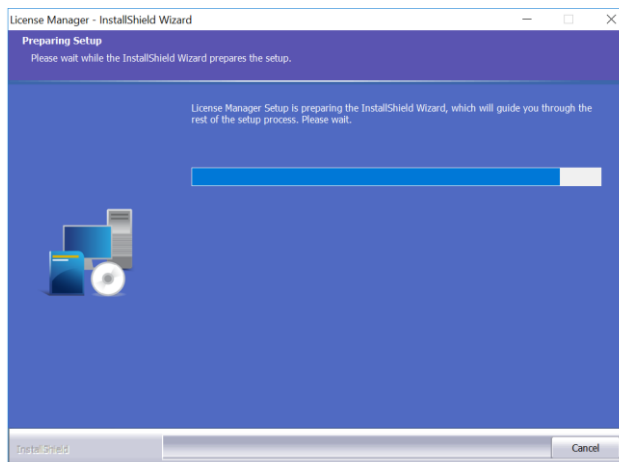 License Manager - InstallShield Wizard
Preparing Setup
Please wait while the InstallShield Wizard prepares the setup.
License Manager Setup is preparing the InstallShield Wizard, which will guide you through the
rest of the setup process. Please wait.
InstallShield
Cancel